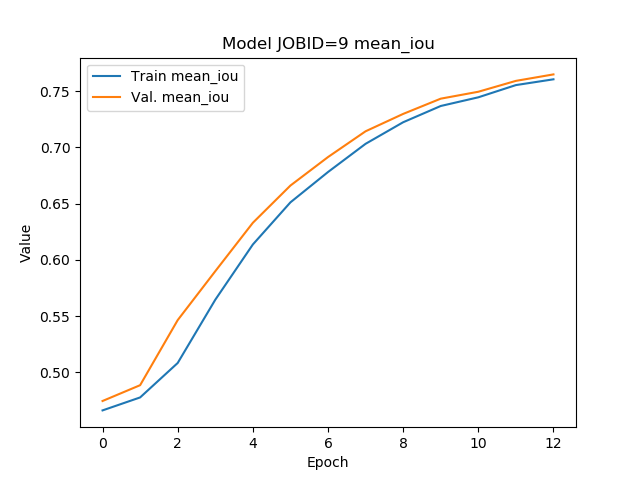 Model JOBID=9 mean_iou
Train mean_iou
Val. mean_iou
0.75
0.70
0.65
0.60
0.55
0.50
Value
0 2 4 6 8 10 12
Epoch